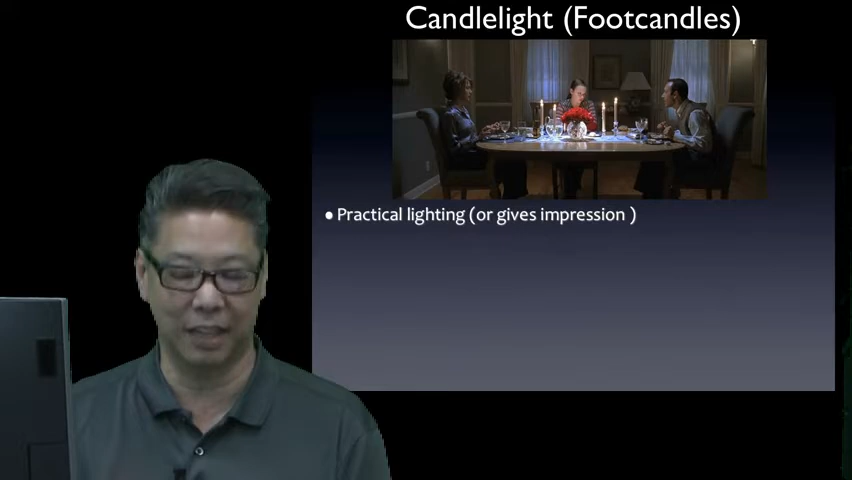 Candlelight (Footcandles)
• Practical lighting (or gives impression )